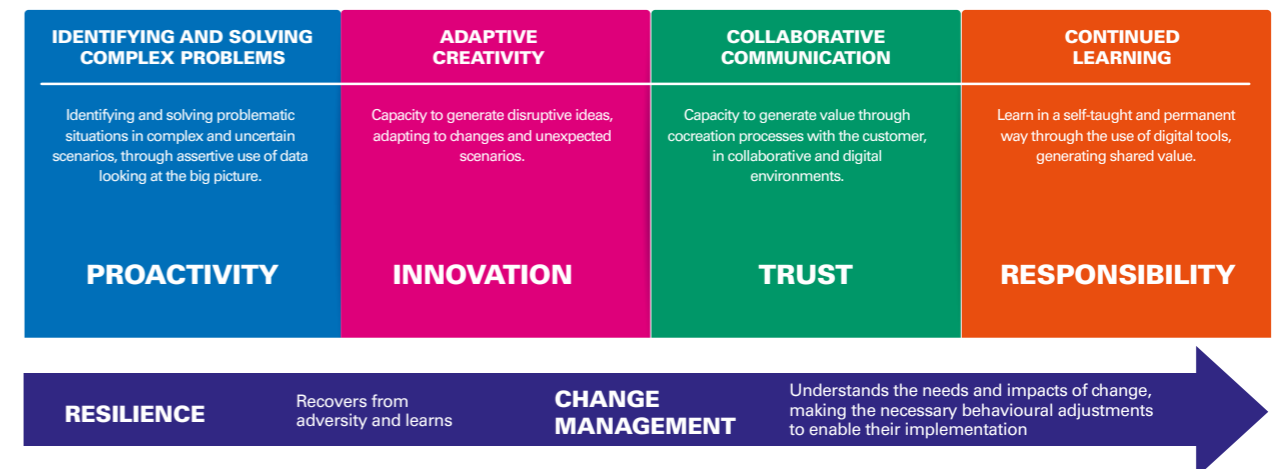 IDENTIFYING AND SOLVING
COMPLEX PROBLEMS
Identifying and solving problematic
situations in complex and uncertain
scenarios, through assertive use of data
looking at the big picture.
PROACTIVITY
ADAPTIVE
CREATIVITY
Capacity to generate disruptive ideas,
adapting to changes and unexpected
scenarios.
INNOVATION
COLLABORATIVE
COMMUNICATION
Capacity to generate value through
cocreation processes with the customer,
in collaborative and digital
environments.
TRUST
CONTINUED
LEARNING
Learn in a self-taught and permanent
way through the use of digital tools,
generating shared value.
RESPONSIBILITY
RESILIENCE
Recovers from
adversity and learns
CHANGE
MANAGEMENT
Understands the needs and impacts of change,
making the necessary behavioural adjustments
to enable their implementation